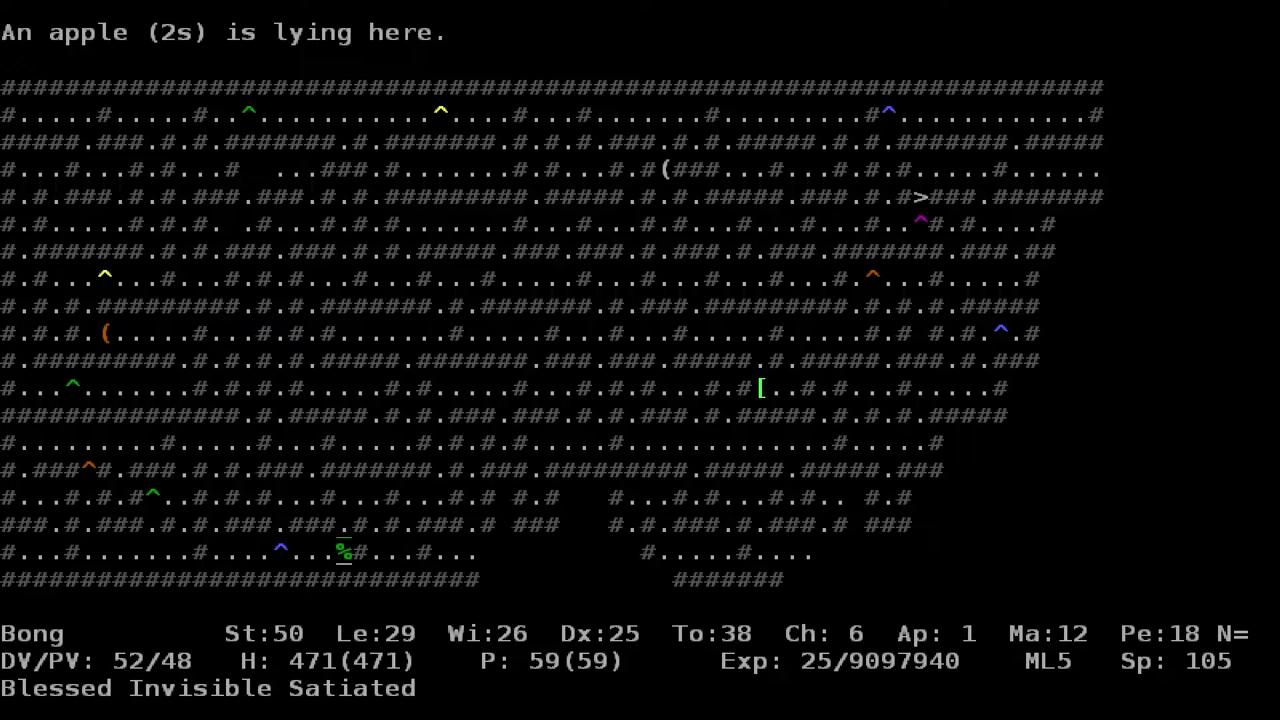 An apple (2s) is lying here.
Bong St:50 Le:29 Wi:26 Dx:25 To:38 Ch: 6 Ap: 1 Ma:12 Pe:18 N=
DV/PV: 52/48 H: 471(471) P: 59(59) Exp: 25/9097940 ML5 Sp: 105
Blessed Invisible Satiated